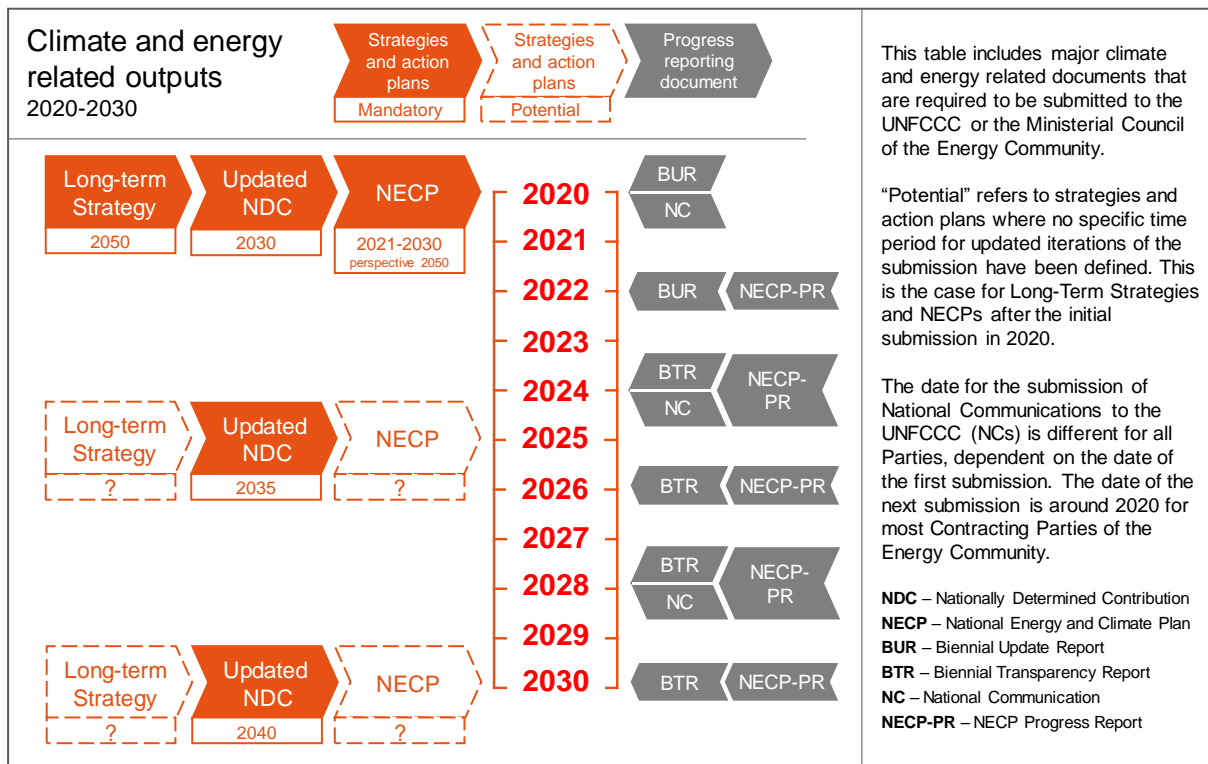 Climate and energy
related outputs
2020-2030
Strategies
and action
plans
Mandatory
Strategies
and action
plans
Potential
Progress
reporting
document
Long-term
Strategy
2050
Updated
NDC
2030
NECP
2021-2030
perspective 2050
2020
2021
2022
2023
2024
2025
2026
2027
2028
2029
2030
BUR
NC
BUR
NECP-PR
BTR
NC
NECP-
PR
Long-term
Strategy
?
Updated
NDC
2035
NECP
?
BTR
NECP-PR
BTR
NC
NECP-
PR
Long-term
Strategy
?
Updated
NDC
2040
NECP
?
BTR
NECP-PR
This table includes major climate
and energy related documents that
are required to be submitted to the
UNFCCC or the Ministerial Council
of the Energy Community.
“Potential” refers to strategies and
action plans where no specific time
period for updated iterations of the
submission have been defined. This
is the case for Long-Term Strategies
and NECPs after the initial
submission in 2020.
The date for the submission of
National Communications to the
UNFCCC (NCs) is different for all
Parties, dependent on the date of
the first submission. The date of the
next submission is around 2020 for
most Contracting Parties of the
Energy Community.
NDC – Nationally Determined Contribution
NECP – National Energy and Climate Plan
BUR – Biennial Update Report
BTR – Biennial Transparency Report
NC – National Communication
NECP-PR – NECP Progress Report